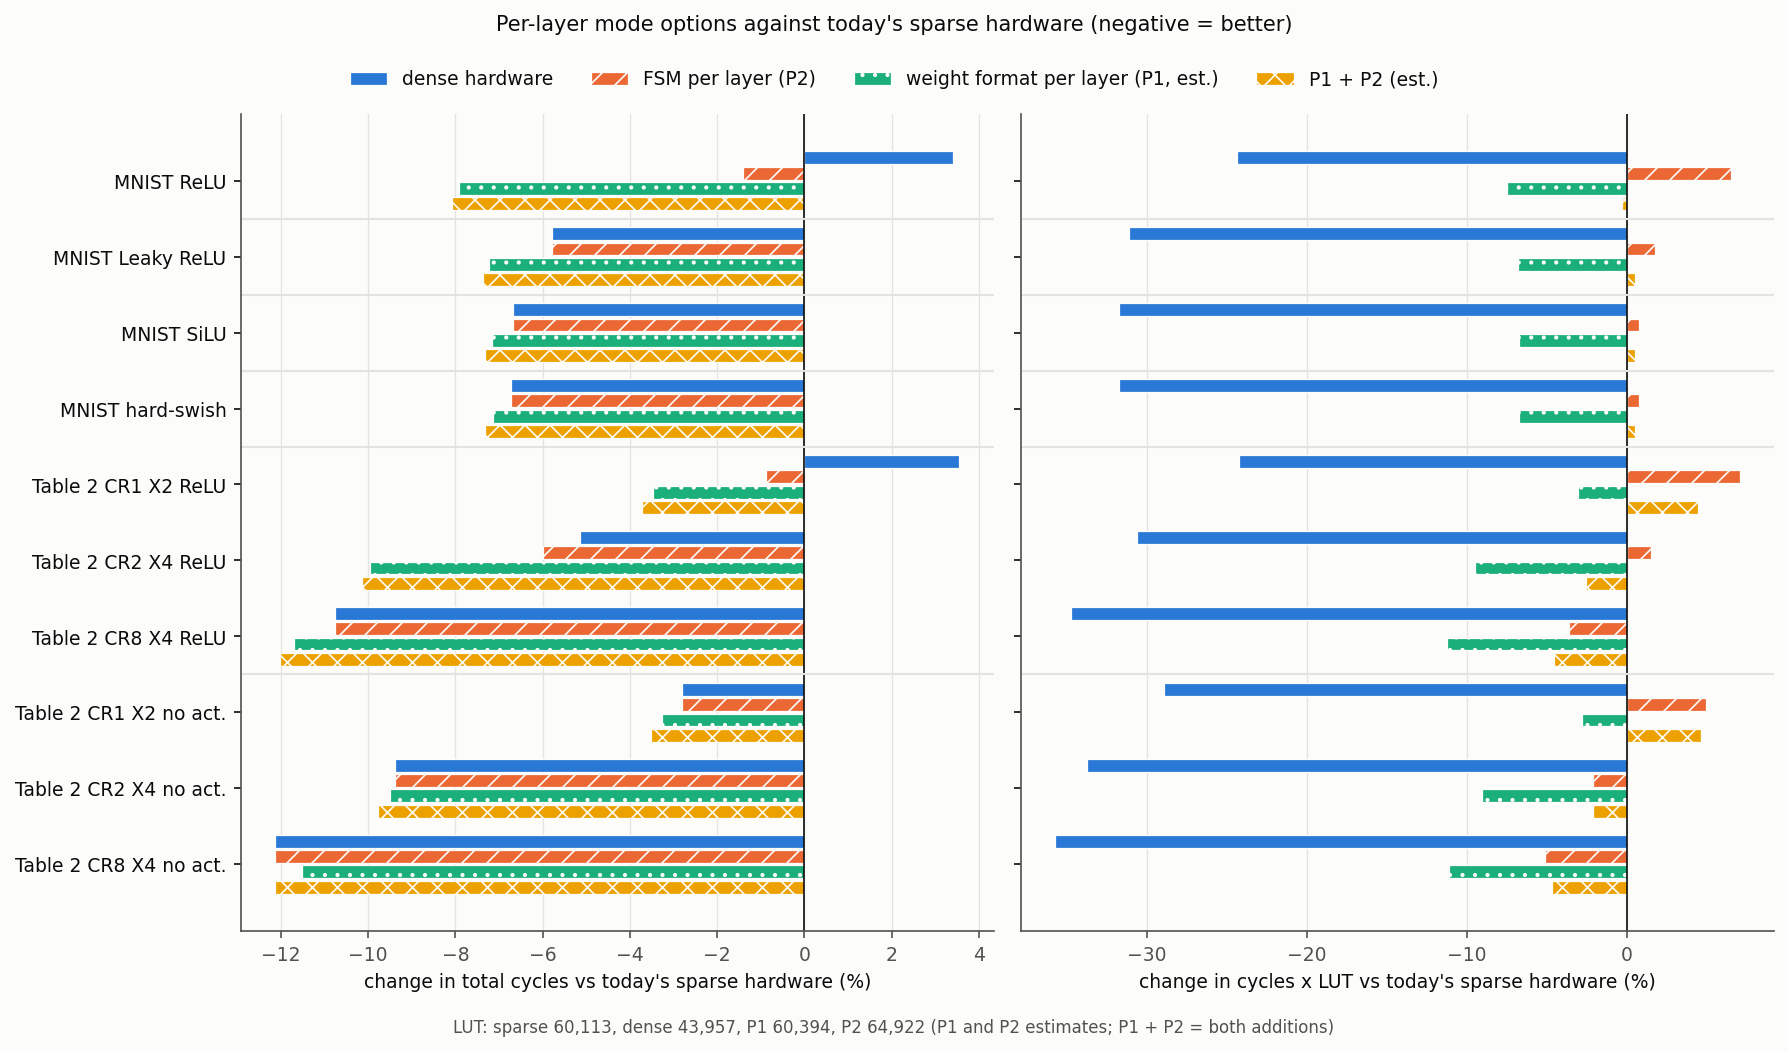 Per-layer mode options against today's sparse hardware (negative = better)
dense hardware
FSM per layer (P2)
weight format per layer (P1, est.)
P1 + P2 (est.)
MNIST ReLU
MNIST Leaky ReLU
MNIST SiLU
MNIST hard-swish
Table 2 CR1 X2 ReLU
Table 2 CR2 X4 ReLU
Table 2 CR8 X4 ReLU
Table 2 CR1 X2 no act.
Table 2 CR2 X4 no act.
Table 2 CR8 X4 no act.
−12 −10 −8 −6 −4 −2 0 2 4
change in total cycles vs today's sparse hardware (%)
−30 −20 −10 0
change in cycles x LUT vs today's sparse hardware (%)
LUT: sparse 60,113, dense 43,957, P1 60,394, P2 64,922 (P1 and P2 estimates; P1 + P2 = both additions)